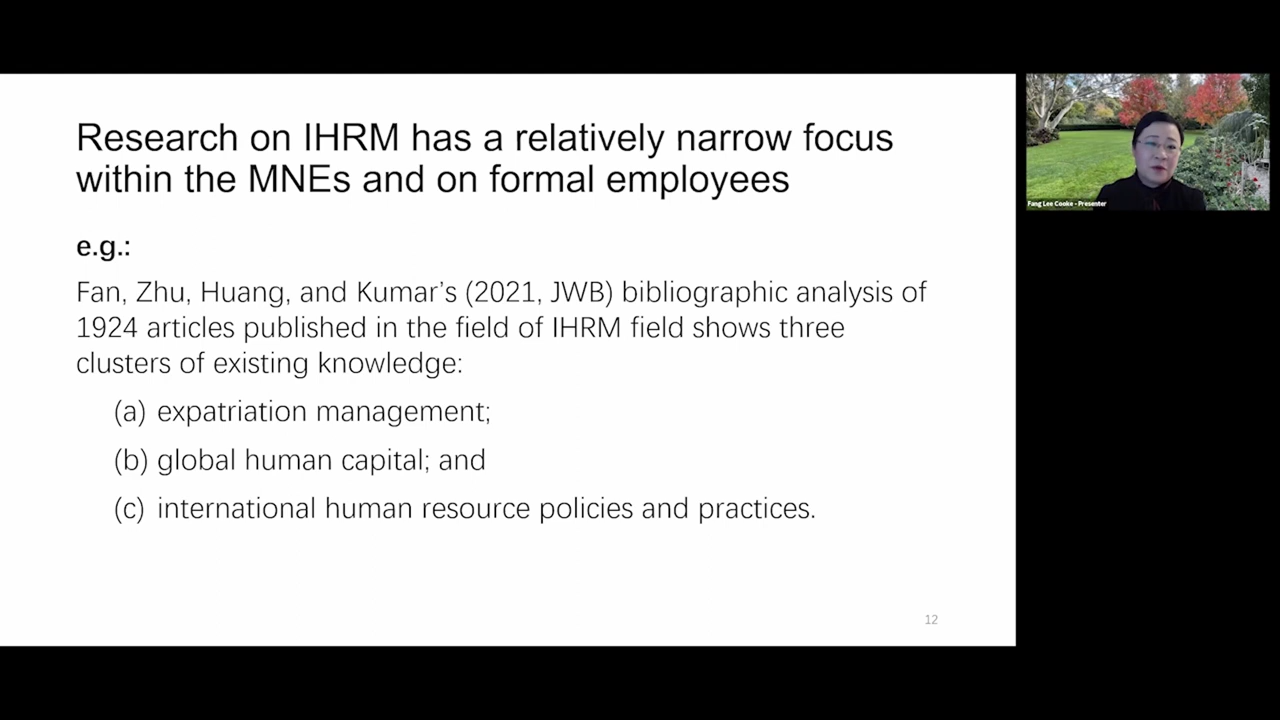 Research on IHRM has a relatively narrow focus
within the MNEs and on formal employees
e.g.:
Fan, Zhu, Huang, and Kumar’s (2021, JWB) bibliographic analysis of
1924 articles published in the field of IHRM field shows three
clusters of existing knowledge:
(a) expatriation management;
(b) global human capital; and
(c) international human resource policies and practices.
12
Fang Lee Cooke - Presenter